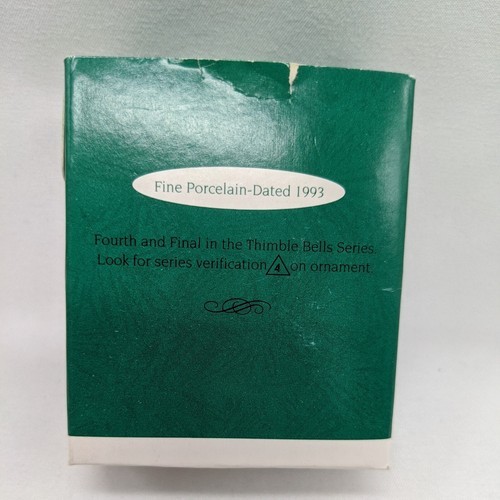 Fine Porcelain-Dated 1993
Fourth and Final in the Thimble Bells Series.
Look for series verification 4 on ornament.